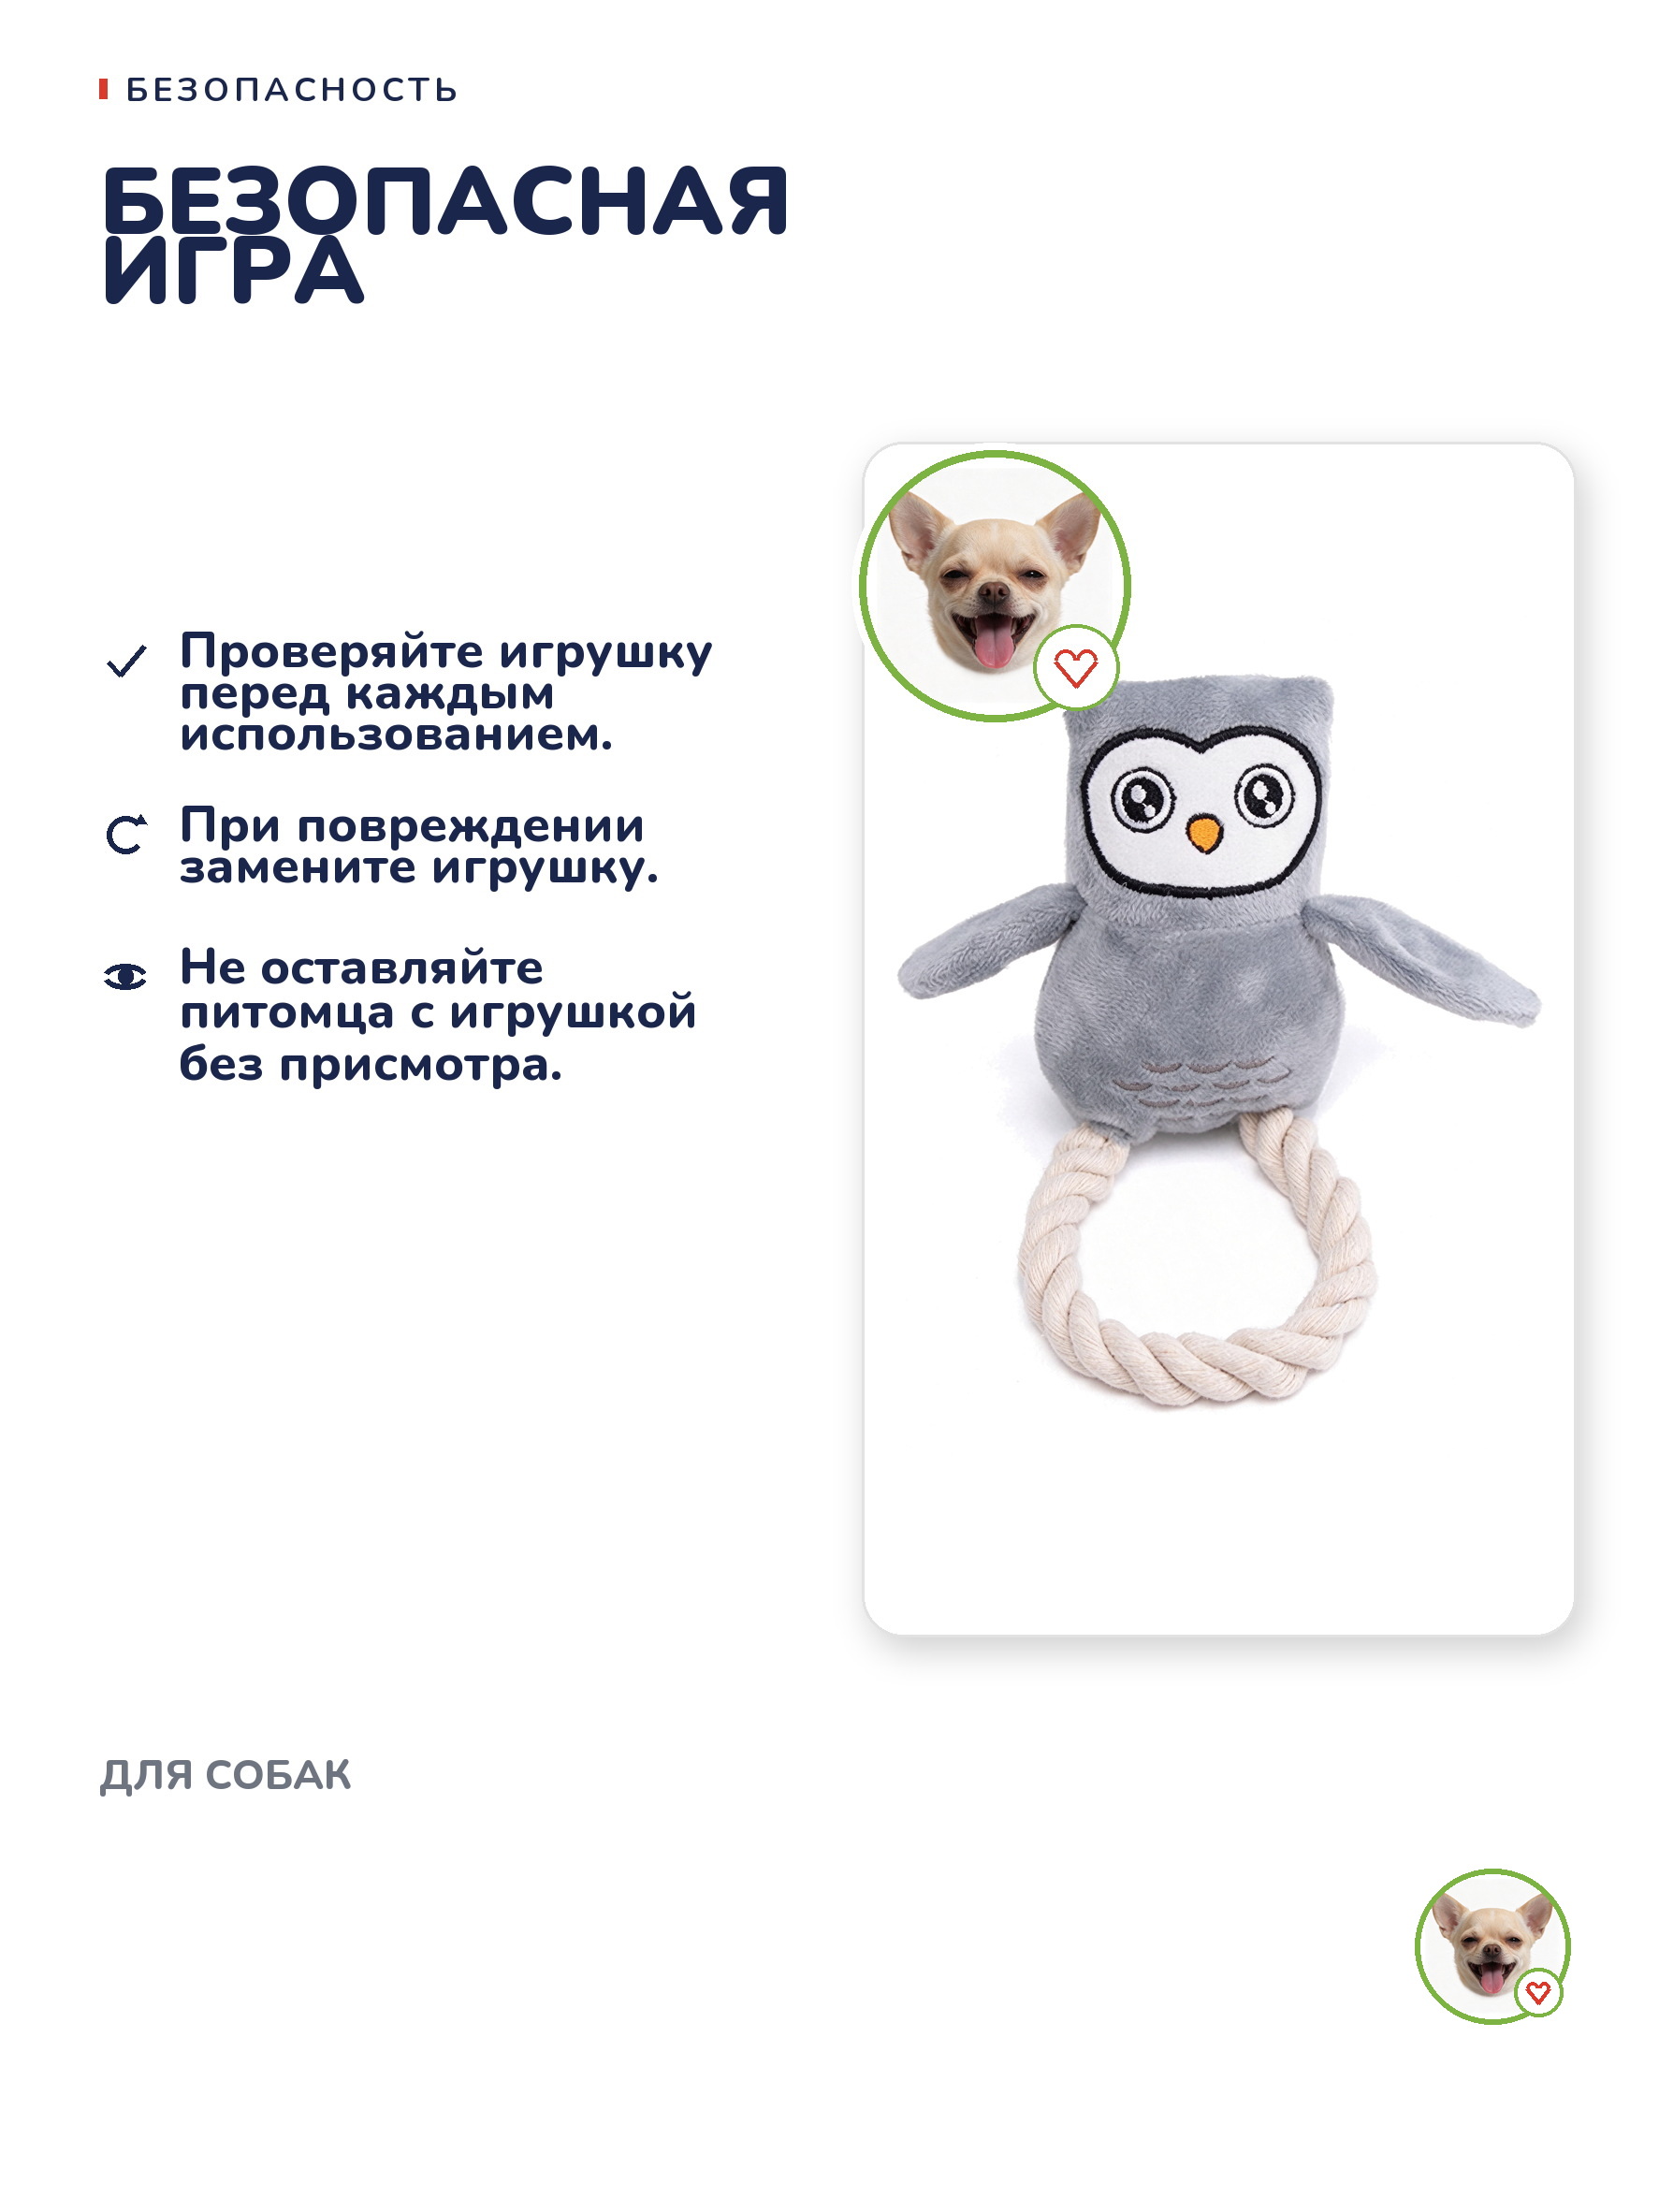 БЕЗОПАСНОСТЬ
БЕЗОПАСНАЯ
ИГРА
Проверяйте игрушку
перед каждым
использованием.
При повреждении
замените игрушку.
Не оставляйте
питомца с игрушкой
без присмотра.
ДЛЯ СОБАК